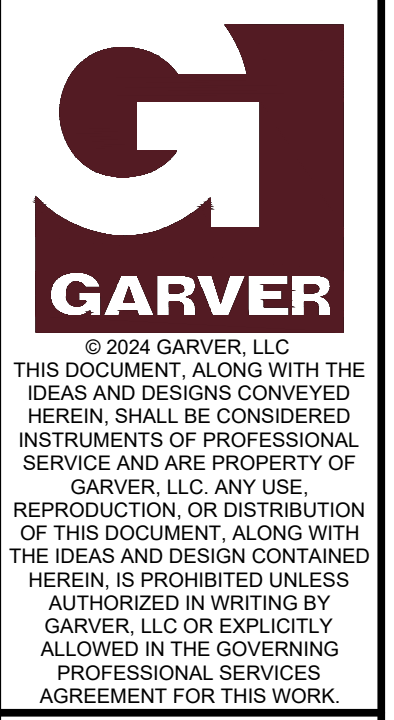 GARVER
© 2024 GARVER, LLC
THIS DOCUMENT, ALONG WITH THE
IDEAS AND DESIGNS CONVEYED
HEREIN, SHALL BE CONSIDERED
INSTRUMENTS OF PROFESSIONAL
SERVICE AND ARE PROPERTY OF
GARVER, LLC. ANY USE,
REPRODUCTION, OR DISTRIBUTION
OF THIS DOCUMENT, ALONG WITH
THE IDEAS AND DESIGN CONTAINED
HEREIN, IS PROHIBITED UNLESS
AUTHORIZED IN WRITING BY
GARVER, LLC OR EXPLICITLY
ALLOWED IN THE GOVERNING
PROFESSIONAL SERVICES
AGREEMENT FOR THIS WORK.